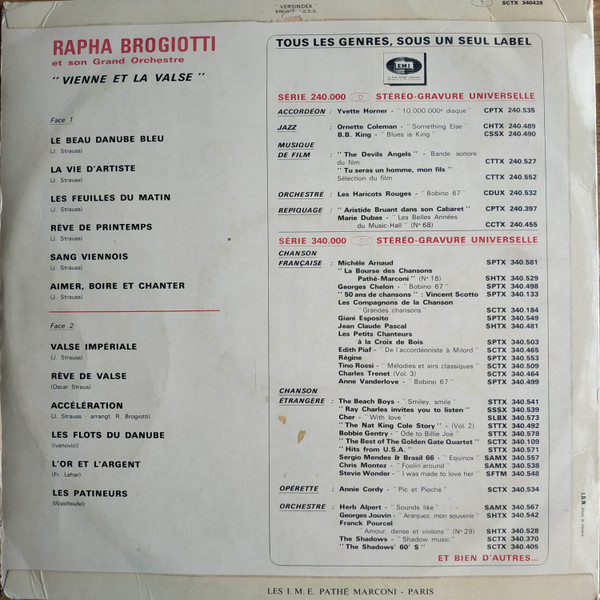 "VERSINDEX"
BREVETÉ S.G.D.G.
SCTX 340428
RAPHA BROGIOTTI
et son Grand Orchestre
" VIENNE ET LA VALSE "
Face 1
LE BEAU DANUBE BLEU
(J. Strauss)
LA VIE D'ARTISTE
(J. Strauss)
LES FEUILLES DU MATIN
(J. Strauss)
RÊVE DE PRINTEMPS
(J. Strauss)
SANG VIENNOIS
(J. Strauss)
AIMER, BOIRE ET CHANTER
(J. Strauss)
Face 2
VALSE IMPÉRIALE
(J. Strauss)
RÊVE DE VALSE
(Oscar Straus)
ACCÉLÉRATION
(J. Strauss - arrangt. R. Brogiotti)
LES FLOTS DU DANUBE
(Ivanovici)
L'OR ET L'ARGENT
(Fr. Lehar)
LES PATINEURS
(Waldteufel)
TOUS LES GENRES, SOUS UN SEUL LABEL
EMI
SÉRIE 240.000 D STÉRÉO-GRAVURE UNIVERSELLE
ACCORDÉON : Yvette Horner - " 10.000.000e disque " CPTX 240.535
JAZZ : Ornette Coleman - " Something Else " CHTX 240.489
B.B. King - " Blues is King " CSSX 240.490
MUSIQUE
DE FILM : " The Devils Angels " - Bande sonore
du film CTTX 240.527
" Tu seras un homme, mon fils "
Sélection du film CTTX 240.552
ORCHESTRE : Les Haricots Rouges - " Bobino 67 " CDUX 240.532
REPIQUAGE : " Aristide Bruant dans son Cabaret " CPTX 240.397
Marie Dubas - " Les Belles Années
du Music-Hall " (N° 68) CCTX 240.455
SÉRIE 340.000 STÉRÉO-GRAVURE UNIVERSELLE
CHANSON
FRANÇAISE : Michèle Arnaud SPTX 340.581
" La Bourse des Chansons
Pathé-Marconi " (N° 18) SHTX 340.529
Georges Chelon - " Bobino 67 " SPTX 340.498
" 50 ans de chansons " : Vincent Scotto SPTX 340.133
Les Compagnons de la Chanson
" Grandes chansons " SCTX 340.184
Giani Esposito SPTX 340.549
Jean Claude Pascal SHTX 340.481
Les Petits Chanteurs
à la Croix de Bois SPTX 340.503
Edith Piaf - " De l'accordéoniste à Milord " SCTX 340.465
Régine SPTX 340.553
Tino Rossi - " Mélodies et airs classiques " SCTX 340.509
Charles Trenet (Vol. 3) SCTX 340.464
Anne Vanderlove - " Bobino 67 " SPTX 340.499
CHANSON
ÉTRANGÈRE : The Beach Boys - " Smiley, smile " STTX 340.541
" Ray Charles invites you to listen " SSSX 340.539
Cher - " With love " SLBX 340.573
" The Nat King Cole Story " - (Vol. 2) STTX 340.492
Bobbie Gentry - " Ode to Billie Joe " STTX 340.578
" The Best of The Golden Gate Quartet " SCTX 340.109
" Hits from U.S.A. " STTX 340.571
Sergio Mendes & Brasil 66 - " Equinox " SAMX 340.557
Chris Montez - " Foolin'around " SAMX 340.538
Stevie Wonder - " I was made to love her " SFTM 340.548
OPÉRETTE : Annie Cordy - " Pic et Pioche " SCTX 340.534
ORCHESTRE : Herb Alpert - " Sounds like " SAMX 340.567
Georges Jouvin - " Aranjuez, mon souvenir " SHTX 340.542
Franck Pourcel
" Amour, danse et violons " (N° 29) SHTX 340.528
The Shadows - " Shadow music " SCTX 340.370
" The Shadows' 60' S " SCTX 340.405
ET BIEN D'AUTRES...
LES I. M. E. PATHÉ MARCONI - PARIS